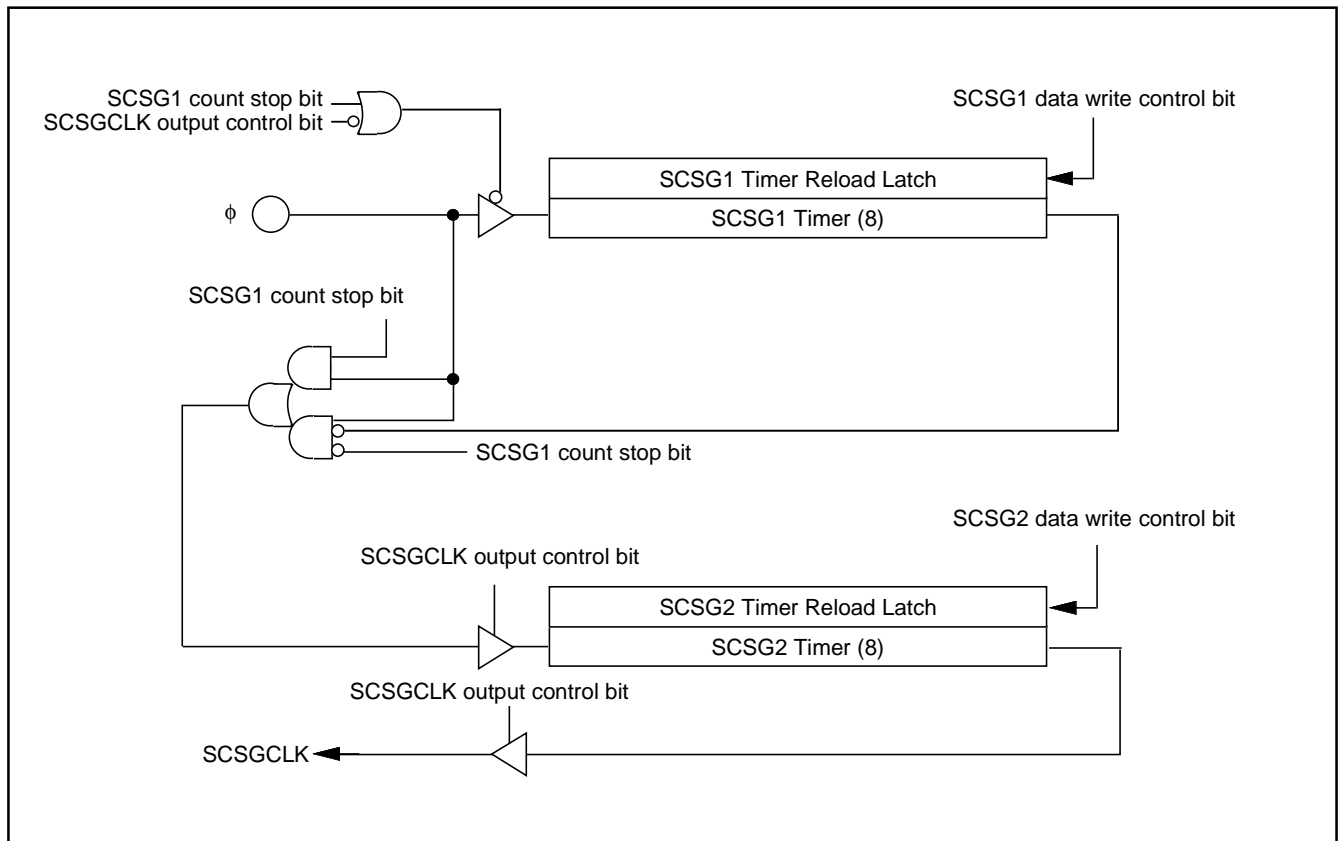 SCSG1 count stop bit
SCSGCLK output control bit
SCSG1 data write control bit
SCSG1 Timer Reload Latch
ϕ
SCSG1 Timer (8)
SCSG1 count stop bit
SCSG1 count stop bit
SCSG2 data write control bit
SCSGCLK output control bit
SCSG2 Timer Reload Latch
SCSG2 Timer (8)
SCSGCLK output control bit
SCSGCLK